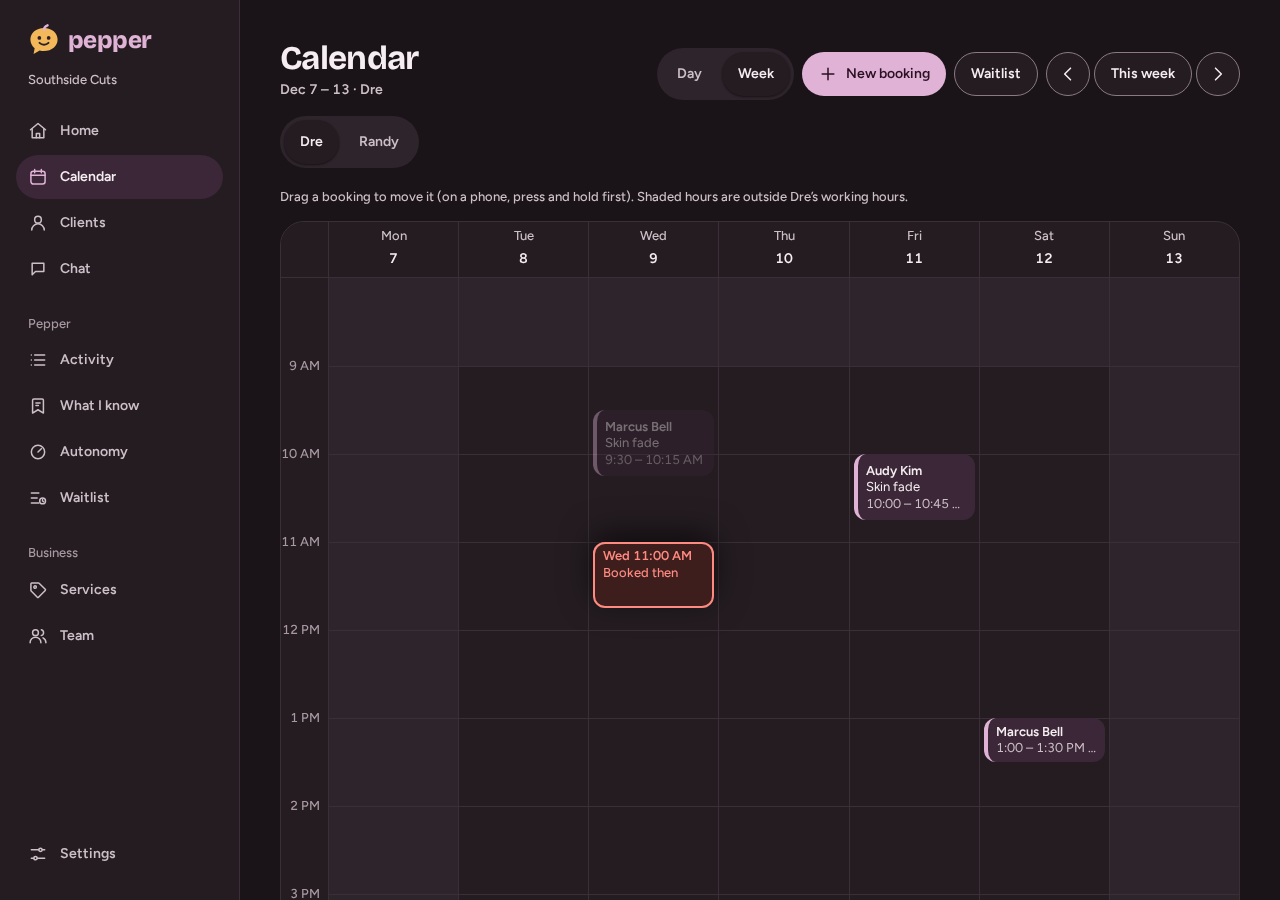 pepper
Southside Cuts
Home
Calendar
Clients
Chat
Pepper
Activity
What I know
Autonomy
Waitlist
Business
Services
Team
Settings
Calendar
Dec 7 – 13 · Dre
Day
Week
New booking
Waitlist
This week
Dre
Randy
Drag a booking to move it (on a phone, press and hold first). Shaded hours are outside Dre’s working hours.
Mon
7
Tue
8
Wed
9
Thu
10
Fri
11
Sat
12
Sun
13
9 AM
Marcus Bell
Skin fade
9:30 – 10:15 AM
10 AM
Audy Kim
Skin fade
10:00 – 10:45 ...
11 AM
Wed 11:00 AM
Booked then
12 PM
1 PM
Marcus Bell
1:00 – 1:30 PM ...
2 PM
3 PM